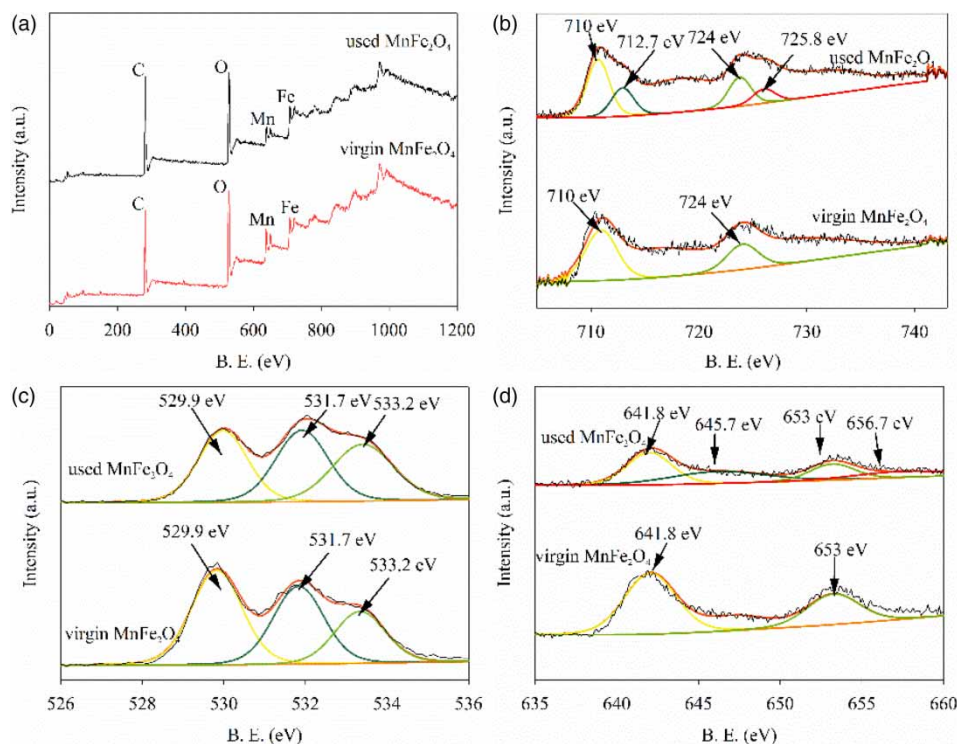 (a)
used MnFe2O4
C
O
Mn
Fe
virgin MnFe2O4
C
O
Mn
Fe
Intensity (a.u.)
0 200 400 600 800 1000 1200
B. E. (eV)
(b)
710 eV
712.7 eV
724 eV
725.8 eV
used MnFe2O4
710 eV
724 eV
virgin MnFe2O4
Intensity (a.u.)
710 720 730 740
B. E. (eV)
(c)
529.9 eV
531.7 eV
533.2 eV
used MnFe3O4
529.9 eV
531.7 eV
533.2 eV
virgin MnFe3O4
Intensity (a.u.)
526 528 530 532 534 536
B. E. (eV)
(d)
641.8 eV
645.7 eV
653 eV
656.7 eV
used MnFe2O4
641.8 eV
653 eV
virgin MnFe2O4
Intensity (a.u.)
635 640 645 650 655 660
B. E. (eV)